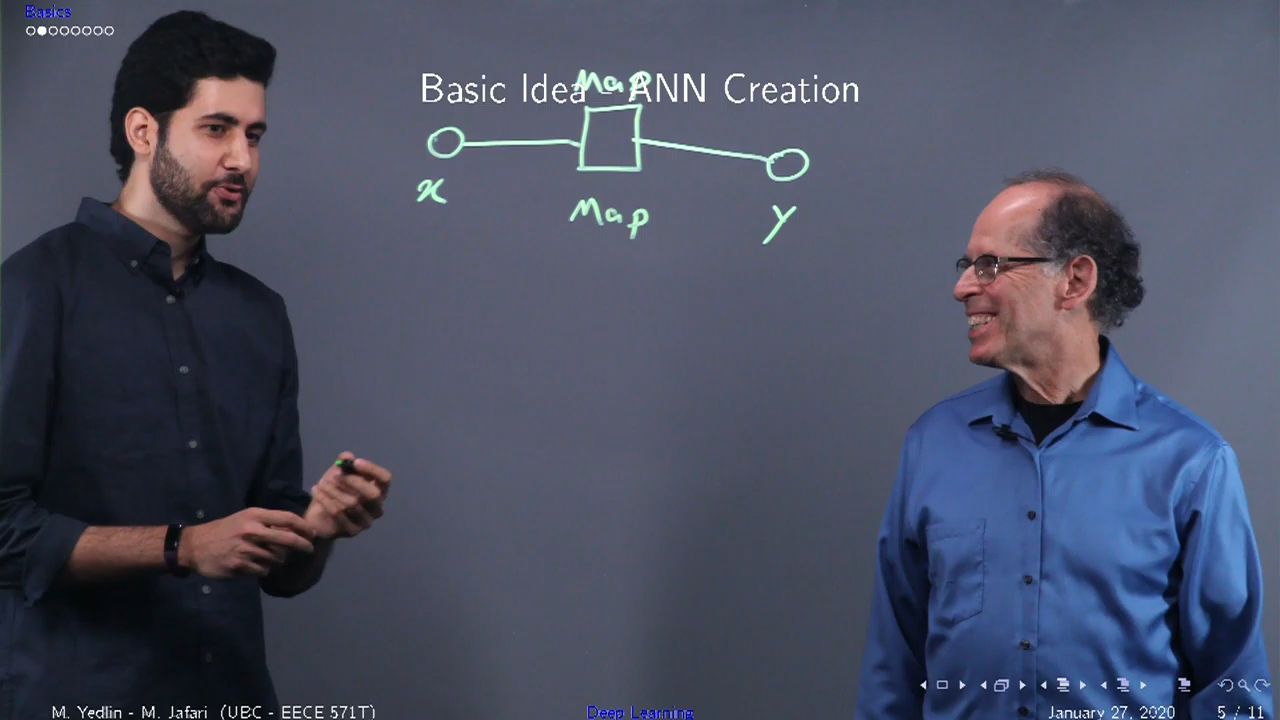 Basics
Basic Idea - ANN Creation
Map
x
Map
y
M. Yedlin - M. Jafari (UBC - EECE 571T)
Deep Learning
January 27, 2020
5 / 11